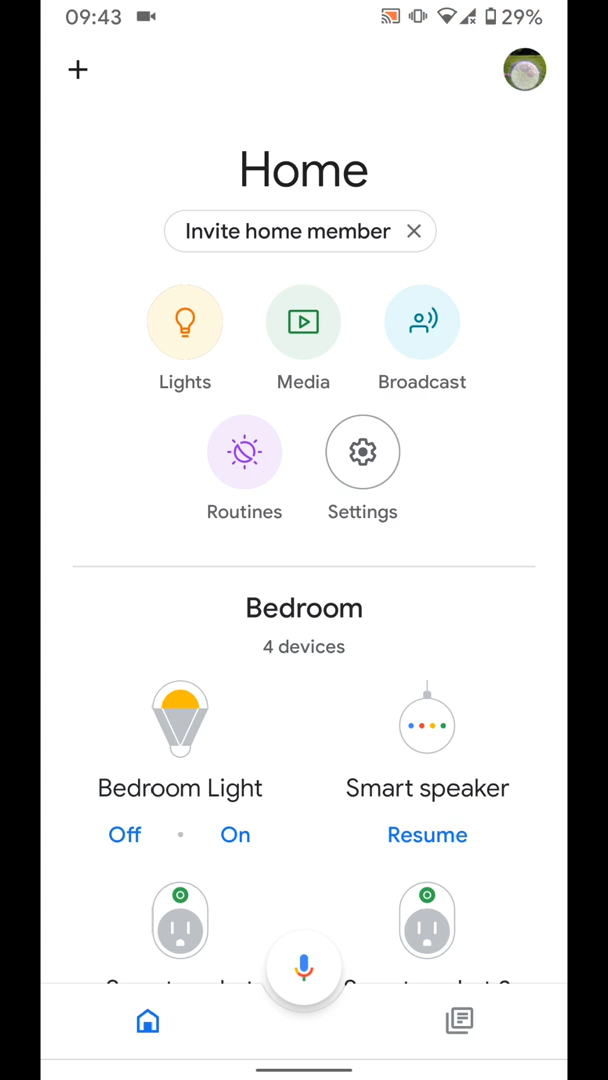 09:43 29%
Home
Invite home member
Lights Media Broadcast
Routines Settings
Bedroom
4 devices
Bedroom Light Smart speaker
Off On Resume